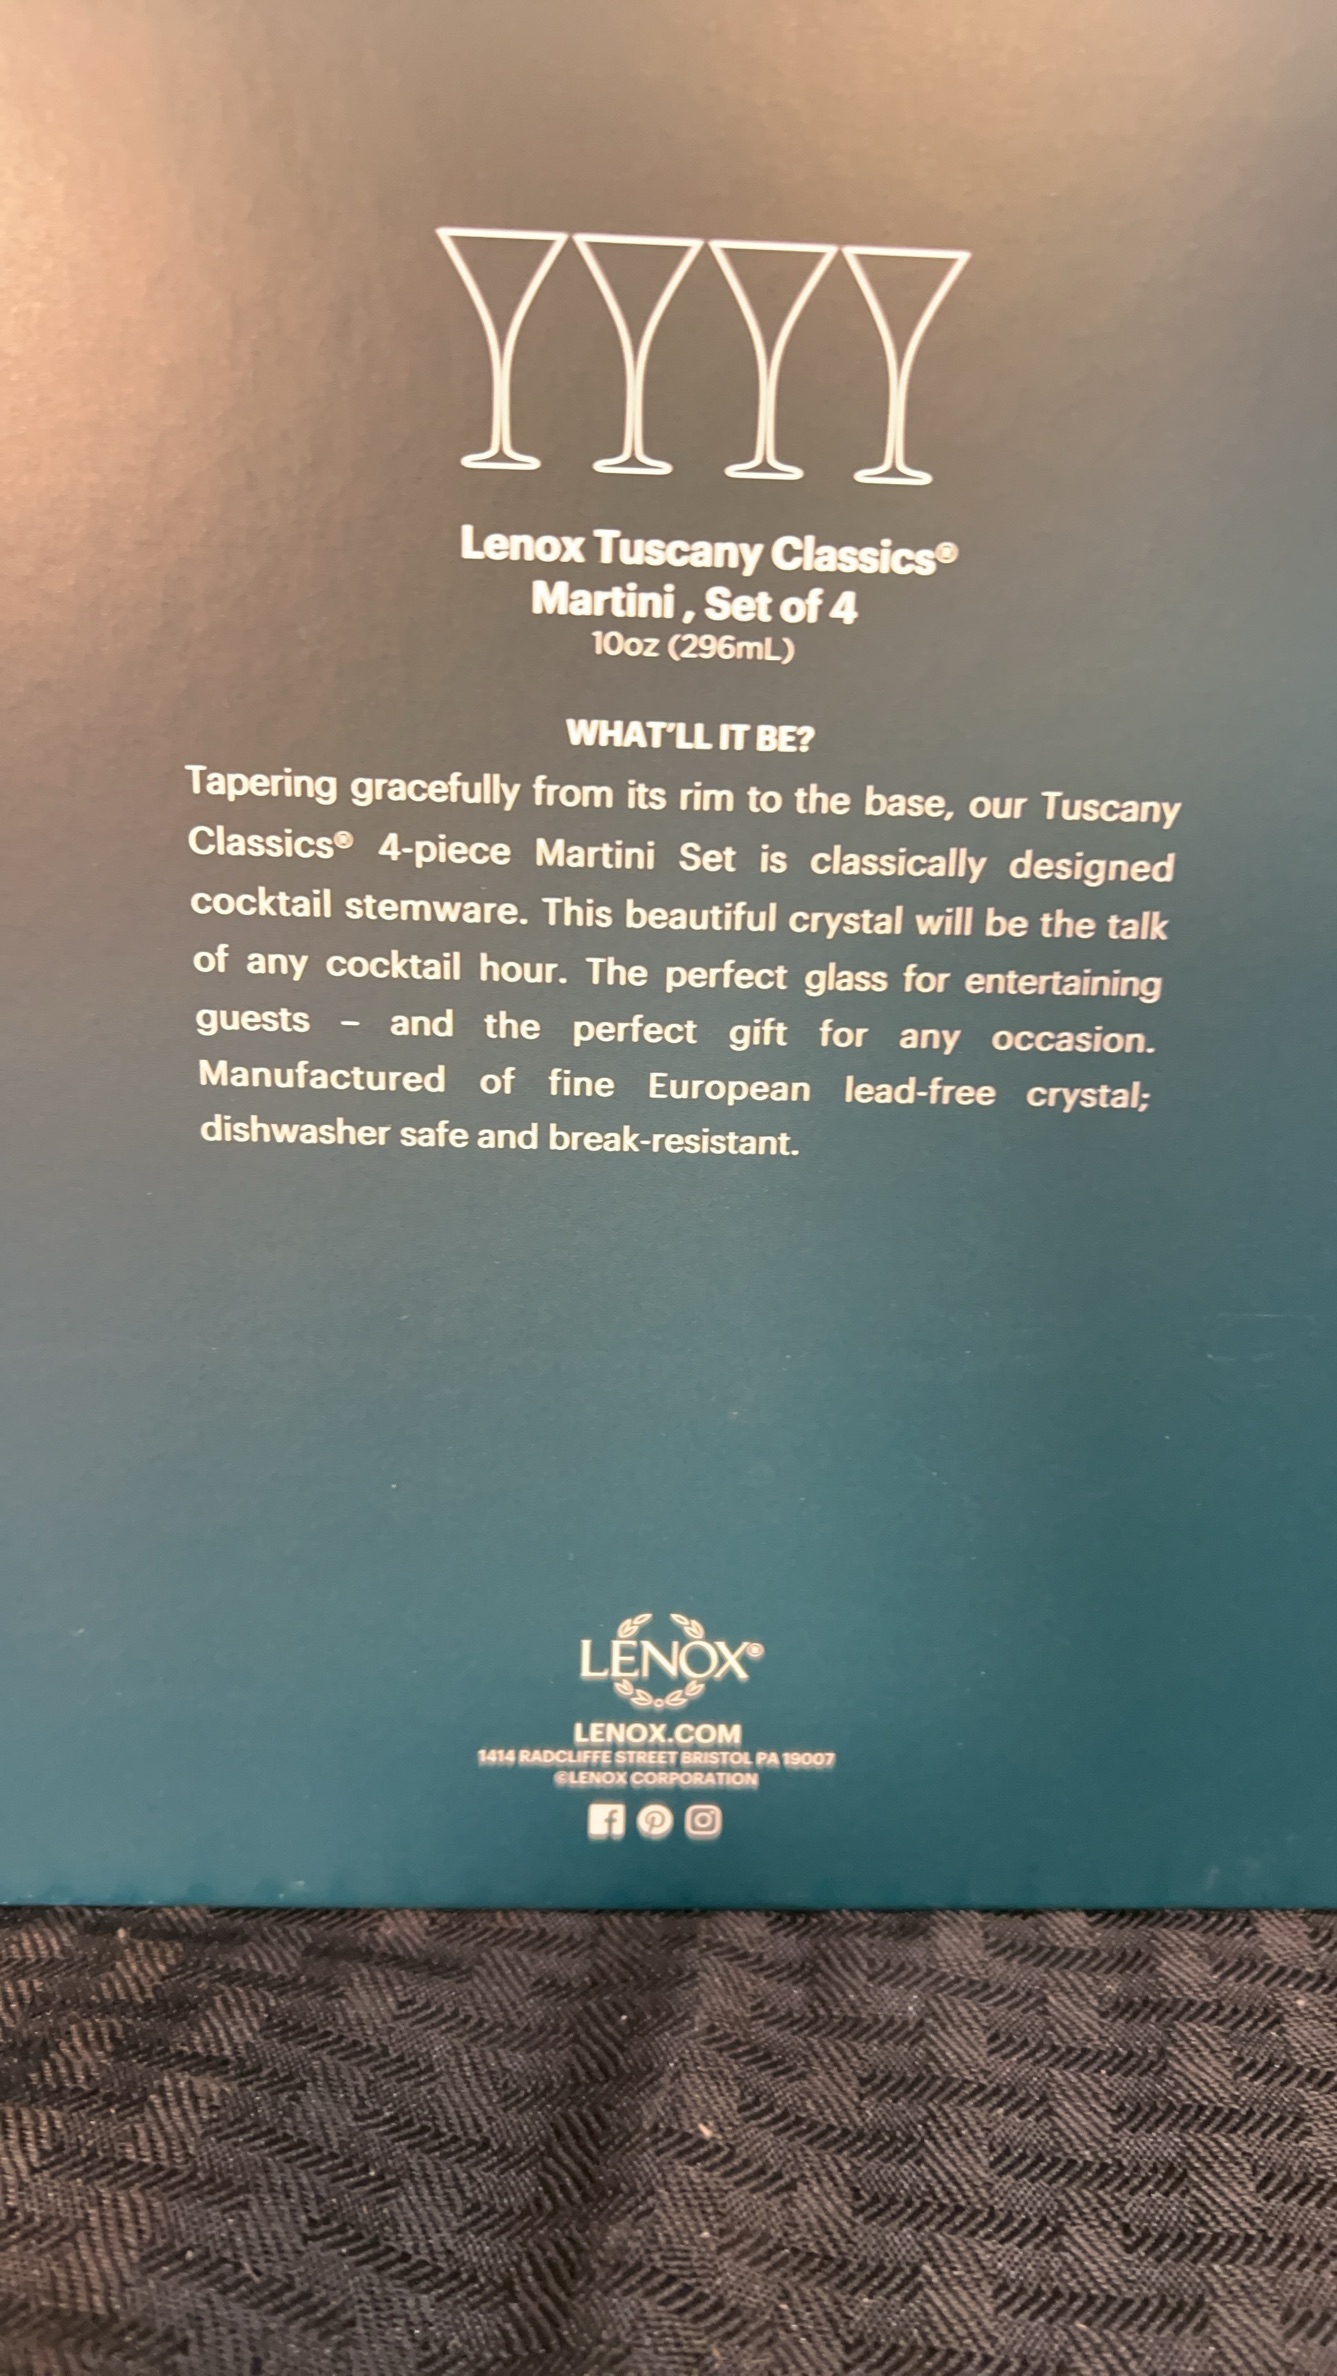 Lenox Tuscany Classics®
Martini , Set of 4
10oz (296mL)
WHAT'LL IT BE?
Tapering gracefully from its rim to the base, our Tuscany
Classics® 4-piece Martini Set is classically designed
cocktail stemware. This beautiful crystal will be the talk
of any cocktail hour. The perfect glass for entertaining
guests – and the perfect gift for any occasion.
Manufactured of fine European lead-free crystal;
dishwasher safe and break-resistant.
LENOX®
LENOX.COM
1414 RADCLIFFE STREET BRISTOL PA 19007
©LENOX CORPORATION